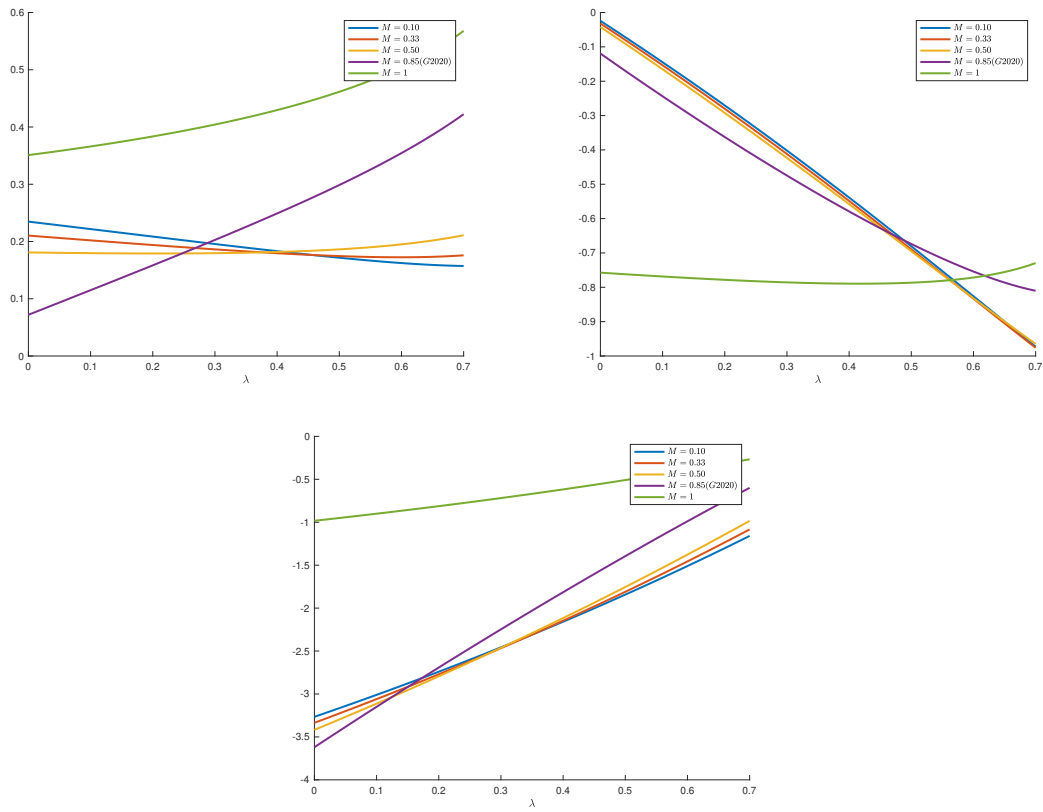 0.6
0.5
0.4
0.3
0.2
0.1
0
0 0.1 0.2 0.3 0.4 0.5 0.6 0.7
λ
M = 0.10
M = 0.33
M = 0.50
M = 0.85(G2020)
M = 1
0
-0.1
-0.2
-0.3
-0.4
-0.5
-0.6
-0.7
-0.8
-0.9
-1
0 0.1 0.2 0.3 0.4 0.5 0.6 0.7
λ
M = 0.10
M = 0.33
M = 0.50
M = 0.85(G2020)
M = 1
0
-0.5
-1
-1.5
-2
-2.5
-3
-3.5
-4
0 0.1 0.2 0.3 0.4 0.5 0.6 0.7
λ
M = 0.10
M = 0.33
M = 0.50
M = 0.85(G2020)
M = 1